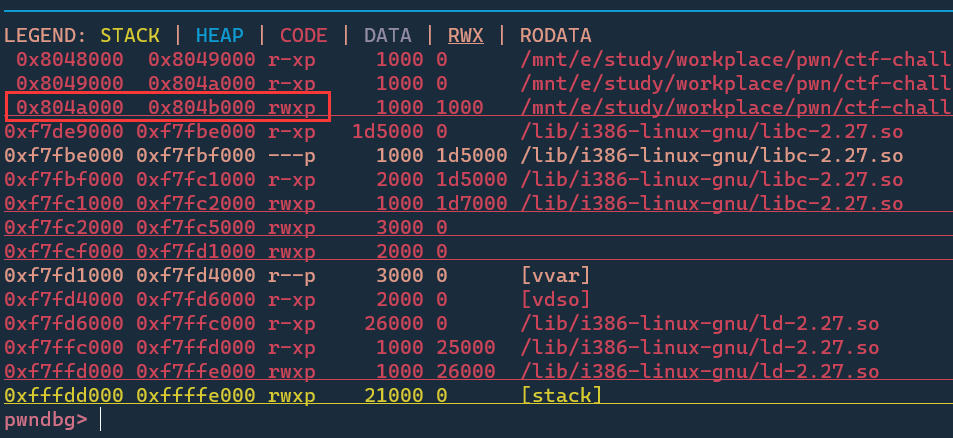 LEGEND: STACK | HEAP | CODE | DATA | RWX | RODATA
0x8048000 0x8049000 r-xp 1000 0 /mnt/e/study/workplace/pwn/ctf-chall
0x8049000 0x804a000 r-xp 1000 0 /mnt/e/study/workplace/pwn/ctf-chall
0x804a000 0x804b000 rwxp 1000 1000 /mnt/e/study/workplace/pwn/ctf-chall
0xf7de9000 0xf7fbe000 r-xp 1d5000 0 /lib/i386-linux-gnu/libc-2.27.so
0xf7fbe000 0xf7fbf000 ---p 1000 1d5000 /lib/i386-linux-gnu/libc-2.27.so
0xf7fbf000 0xf7fc1000 r-xp 2000 1d5000 /lib/i386-linux-gnu/libc-2.27.so
0xf7fc1000 0xf7fc2000 rwxp 1000 1d7000 /lib/i386-linux-gnu/libc-2.27.so
0xf7fc2000 0xf7fc5000 rwxp 3000 0
0xf7fcf000 0xf7fd1000 rwxp 2000 0
0xf7fd1000 0xf7fd4000 r--p 3000 0 [vvar]
0xf7fd4000 0xf7fd6000 r-xp 2000 0 [vdso]
0xf7fd6000 0xf7ffc000 r-xp 26000 0 /lib/i386-linux-gnu/ld-2.27.so
0xf7ffc000 0xf7ffd000 r-xp 1000 25000 /lib/i386-linux-gnu/ld-2.27.so
0xf7ffd000 0xf7ffe000 rwxp 1000 26000 /lib/i386-linux-gnu/ld-2.27.so
0xfffdd000 0xffffe000 rwxp 21000 0 [stack]
pwndbg>